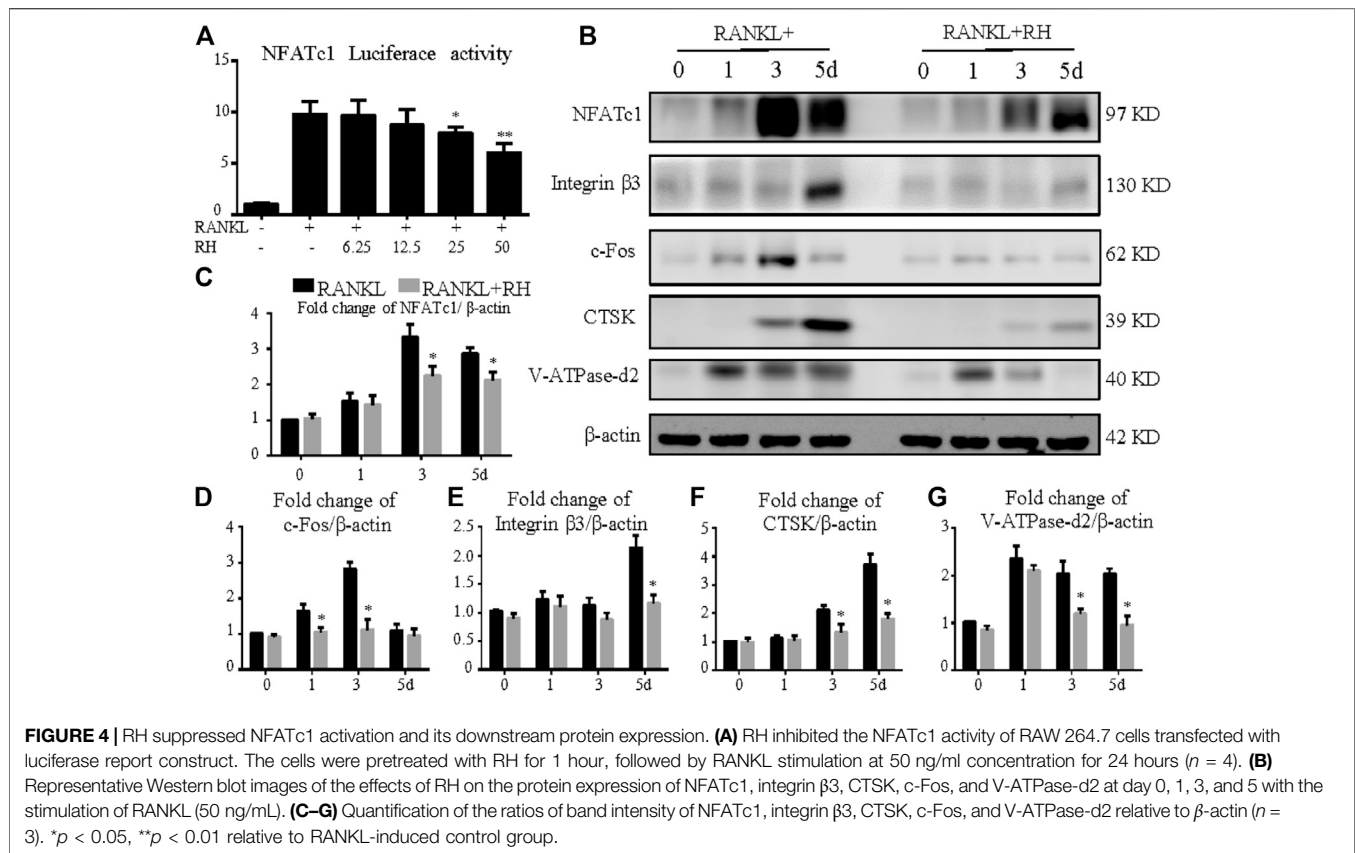 A
NFATc1 Luciferace activity
15
10
5
0
RANKL - + + + + +
RH - - 6.25 12.5 25 50
* **
B
RANKL+ RANKL+RH
0 1 3 5d 0 1 3 5d
NFATc1 97 KD
Integrin β3 130 KD
c-Fos 62 KD
CTSK 39 KD
V-ATPase-d2 40 KD
β-actin 42 KD
C
RANKL RANKL+RH
Fold change of NFATc1/ β-actin
4
3
2
1
0
* *
0 1 3 5d
D
Fold change of
c-Fos/β-actin
4
3
2
1
0
* *
0 1 3 5d
E
Fold change of
Integrin β3/β-actin
2.5
2.0
1.5
1.0
0.5
0.0
*
0 1 3 5d
F
Fold change of
CTSK/β-actin
5
4
3
2
1
0
* *
0 1 3 5d
G
Fold change of
V-ATPase-d2/β-actin
3
2
1
0
* *
0 1 3 5d
FIGURE 4 | RH suppressed NFATc1 activation and its downstream protein expression. (A) RH inhibited the NFATc1 activity of RAW 264.7 cells transfected with
luciferase report construct. The cells were pretreated with RH for 1 hour, followed by RANKL stimulation at 50 ng/ml concentration for 24 hours (n = 4). (B)
Representative Western blot images of the effects of RH on the protein expression of NFATc1, integrin β3, CTSK, c-Fos, and V-ATPase-d2 at day 0, 1, 3, and 5 with the
stimulation of RANKL (50 ng/mL). (C–G) Quantification of the ratios of band intensity of NFATc1, integrin β3, CTSK, c-Fos, and V-ATPase-d2 relative to β-actin (n =
3). *p < 0.05, **p < 0.01 relative to RANKL-induced control group.